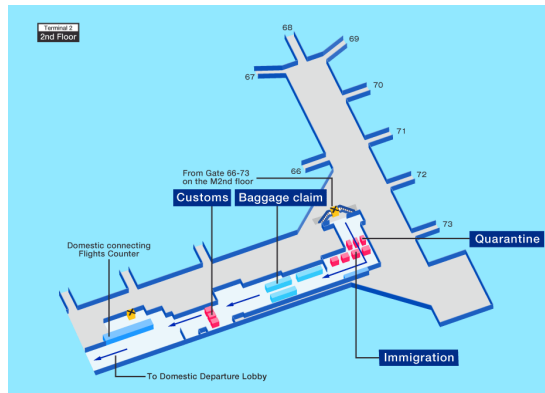 Terminal 2
2nd Floor
68
69
67
70
71
From Gate 66-73
on the M2nd floor
66
72
Customs
Baggage claim
73
Quarantine
Domestic connecting
Flights Counter
Immigration
To Domestic Departure Lobby